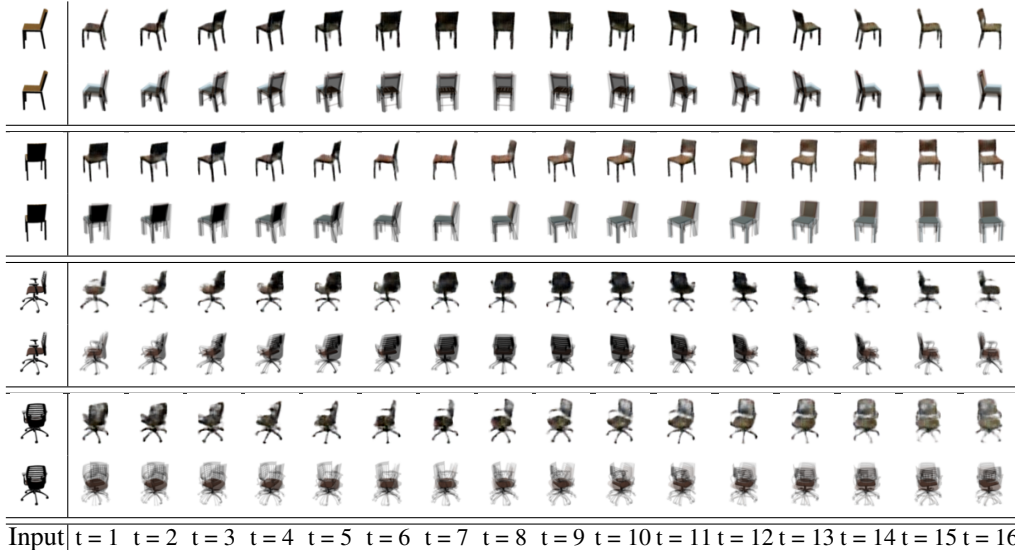 Input t = 1 t = 2 t = 3 t = 4 t = 5 t = 6 t = 7 t = 8 t = 9 t = 10 t = 11 t = 12 t = 13 t = 14 t = 15 t = 16